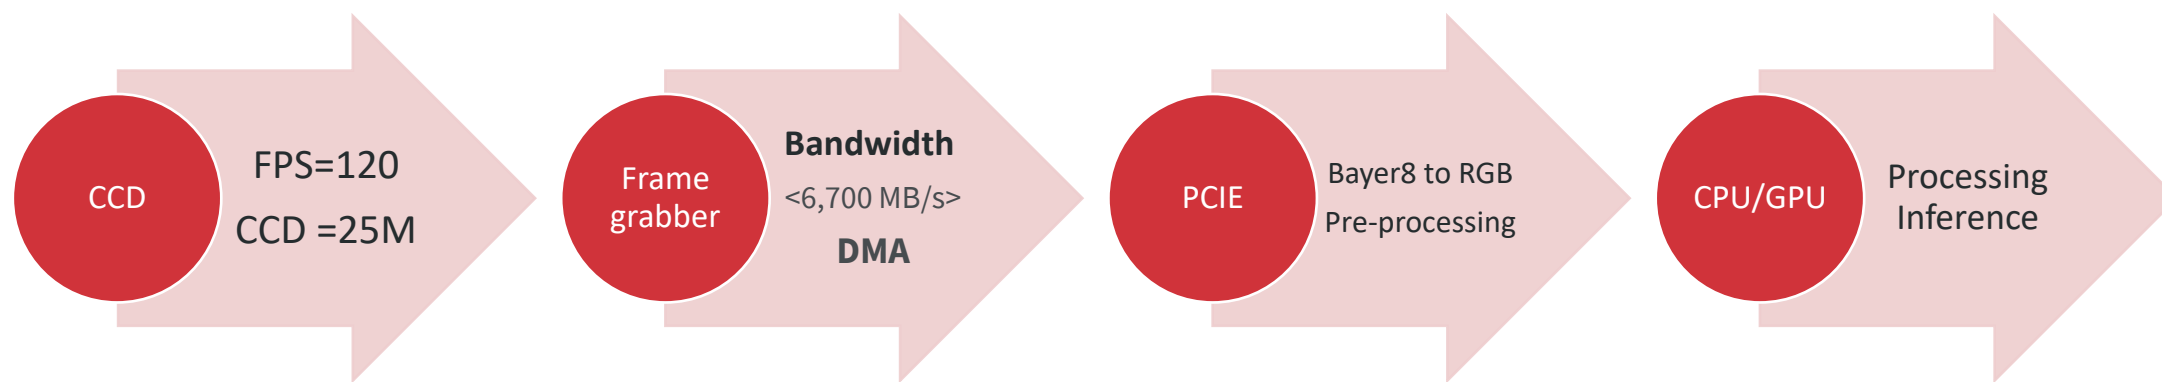 CCD
FPS=120
CCD =25M
Frame
grabber
Bandwidth
<6,700 MB/s>
DMA
PCIE
Bayer8 to RGB
Pre-processing
CPU/GPU
Processing
Inference